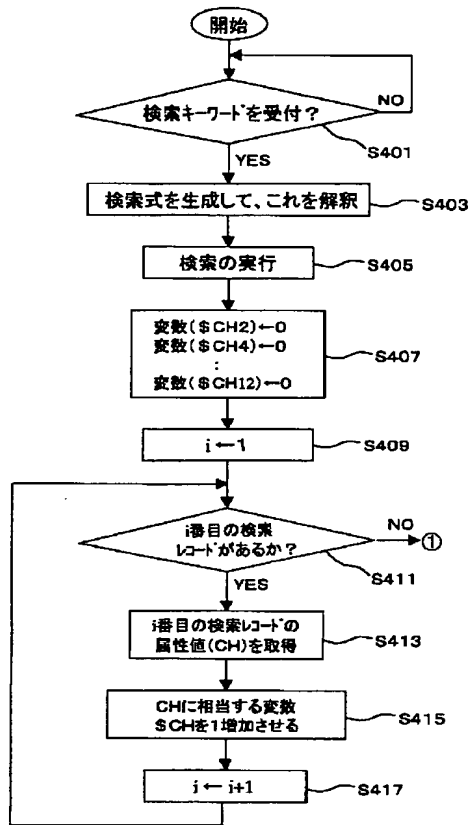 開始
検索キーワードを受付？
NO
S401
YES
検索式を生成して、これを解釈
S403
検索の実行
S405
変数($CH2)←0
変数($CH4)←0
:
変数($CH12)←0
S407
i←1
S409
i番目の検索
レコードがあるか？
NO
①
S411
YES
i番目の検索レコードの
属性値(CH)を取得
S413
CHに相当する変数
$CHを1増加させる
S415
i ← i+1
S417